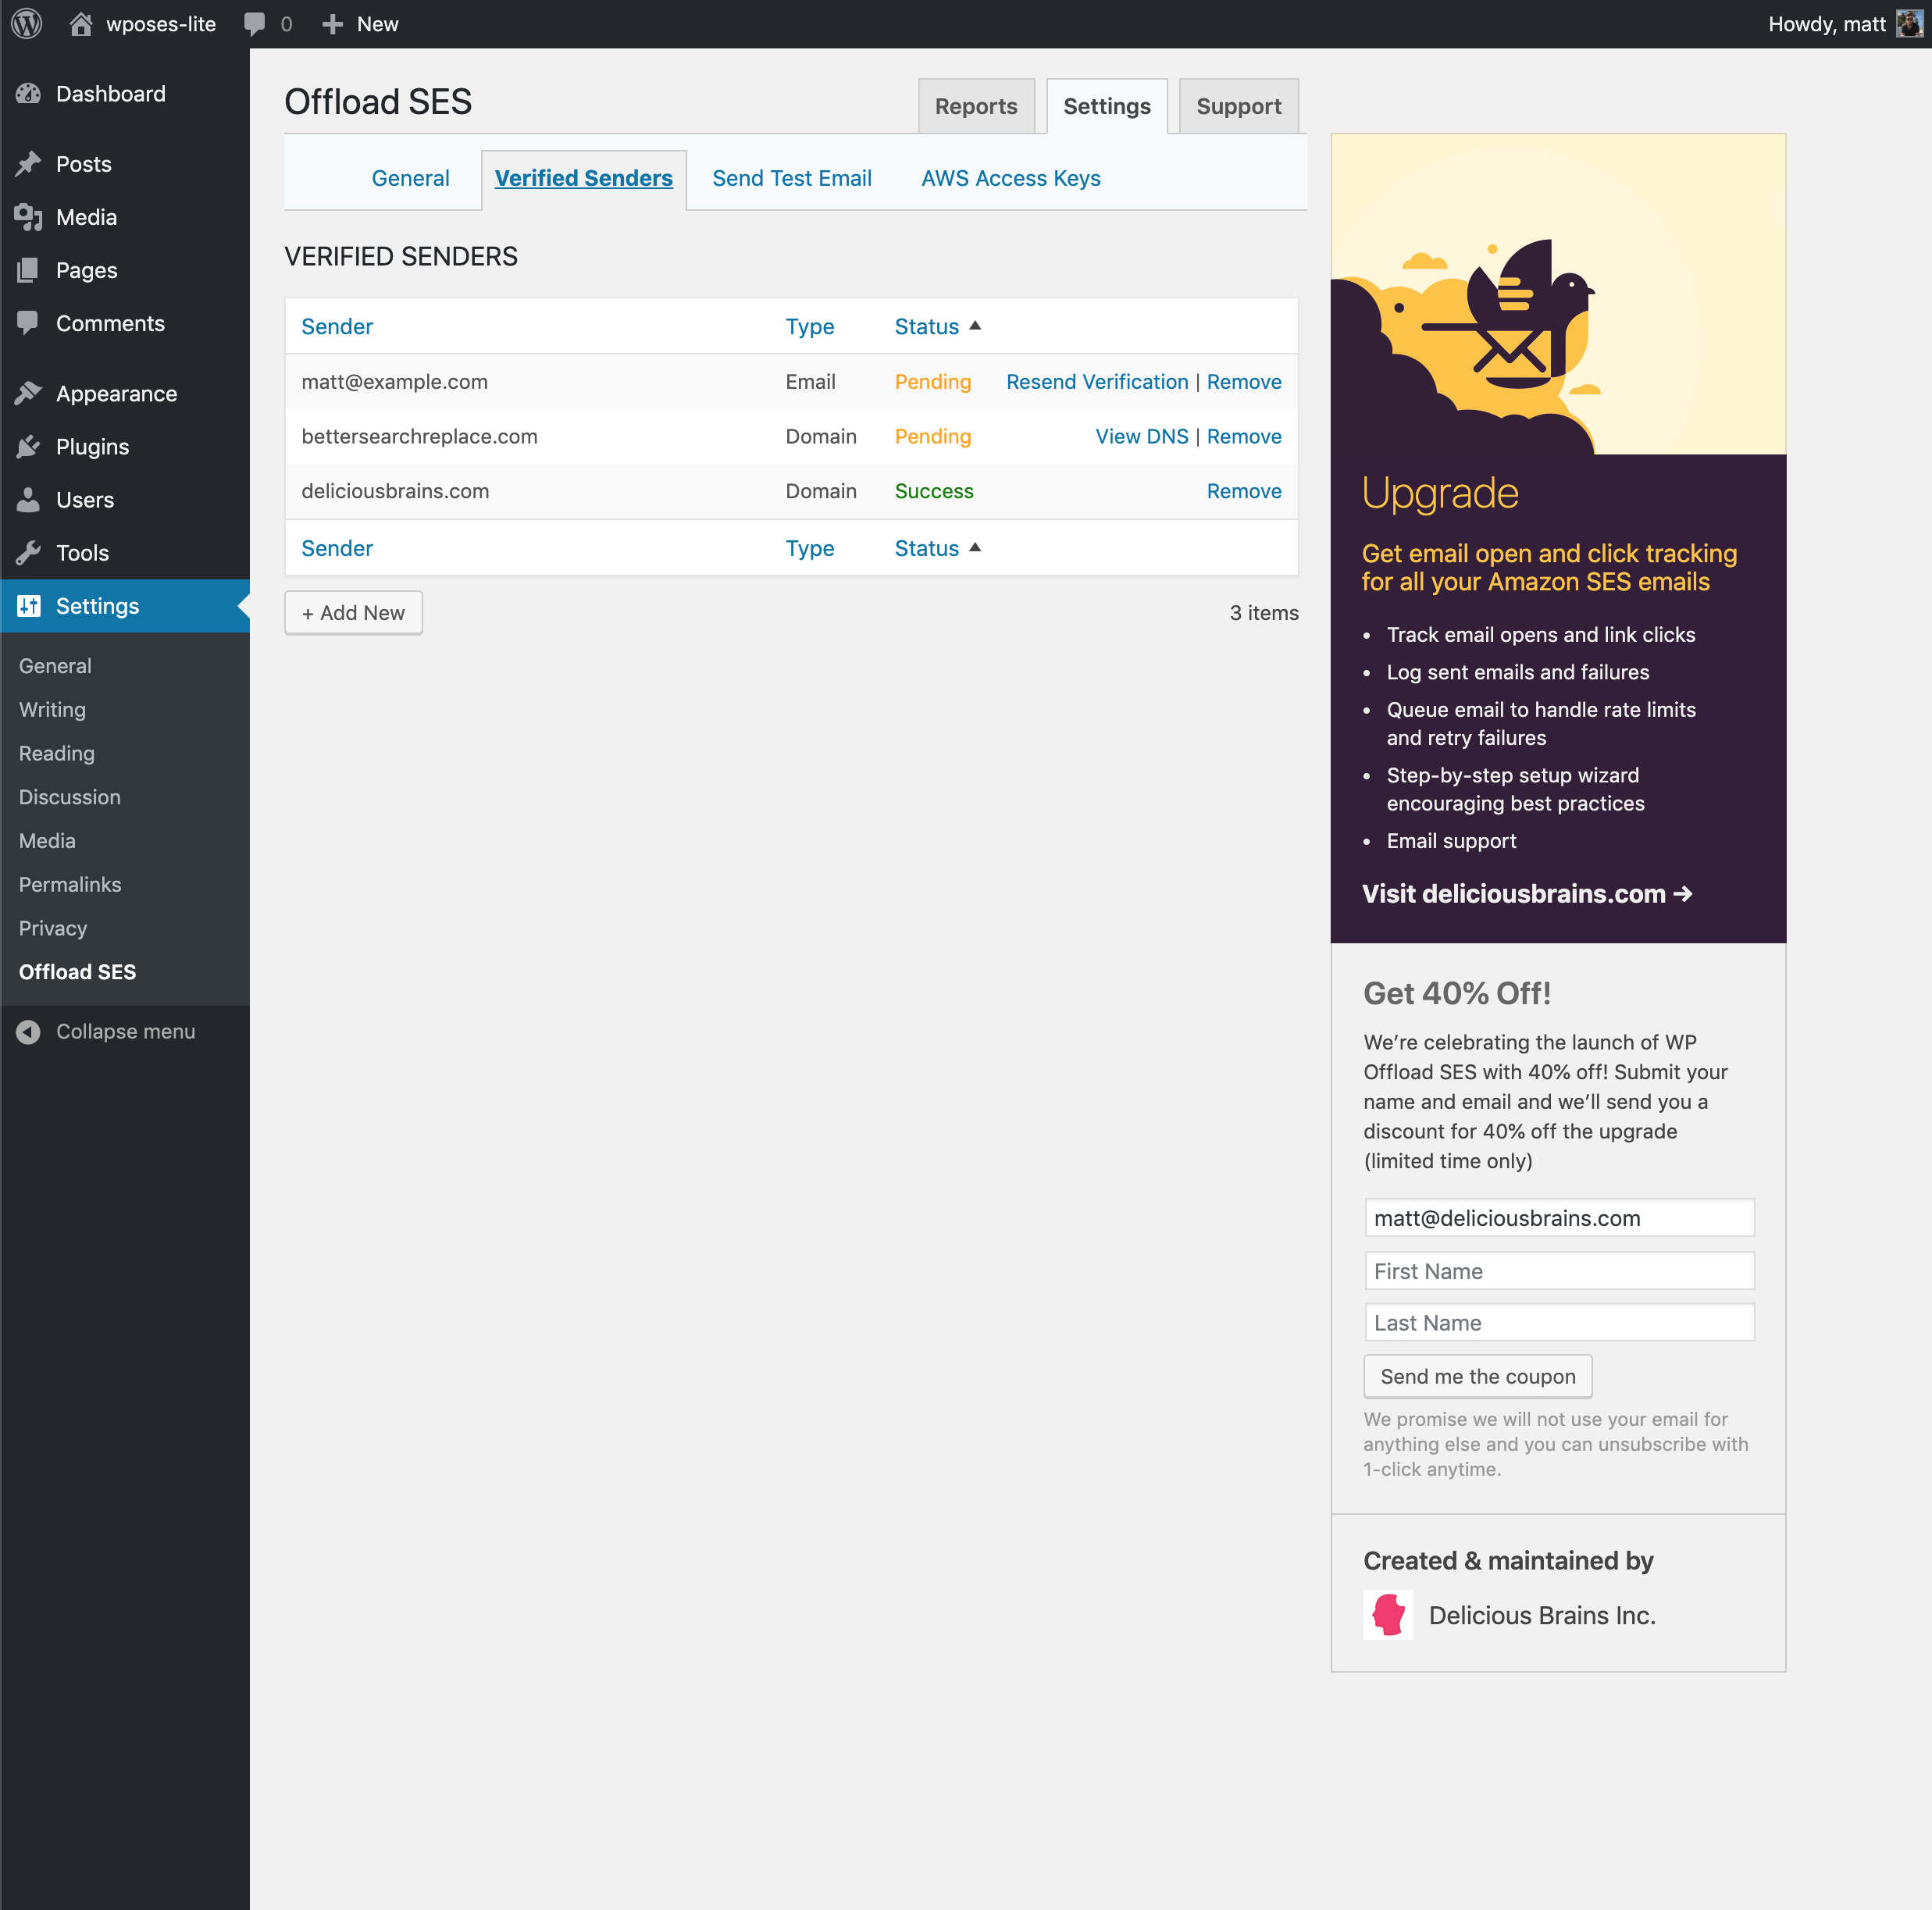 wposes-lite
0
New
Howdy, matt
Dashboard
Posts
Media
Pages
Comments
Appearance
Plugins
Users
Tools
Settings
General
Writing
Reading
Discussion
Media
Permalinks
Privacy
Offload SES
Collapse menu
Offload SES
Reports
Settings
Support
General
Verified Senders
Send Test Email
AWS Access Keys
VERIFIED SENDERS
Sender Type Status
matt@example.com Email Pending Resend Verification | Remove
bettersearchreplace.com Domain Pending View DNS | Remove
deliciousbrains.com Domain Success Remove
Sender Type Status
+ Add New
3 items
Upgrade
Get email open and click tracking
for all your Amazon SES emails
• Track email opens and link clicks
• Log sent emails and failures
• Queue email to handle rate limits
and retry failures
• Step-by-step setup wizard
encouraging best practices
• Email support
Visit deliciousbrains.com →
Get 40% Off!
We’re celebrating the launch of WP
Offload SES with 40% off! Submit your
name and email and we’ll send you a
discount for 40% off the upgrade
(limited time only)
matt@deliciousbrains.com
First Name
Last Name
Send me the coupon
We promise we will not use your email for
anything else and you can unsubscribe with
1-click anytime.
Created & maintained by
Delicious Brains Inc.